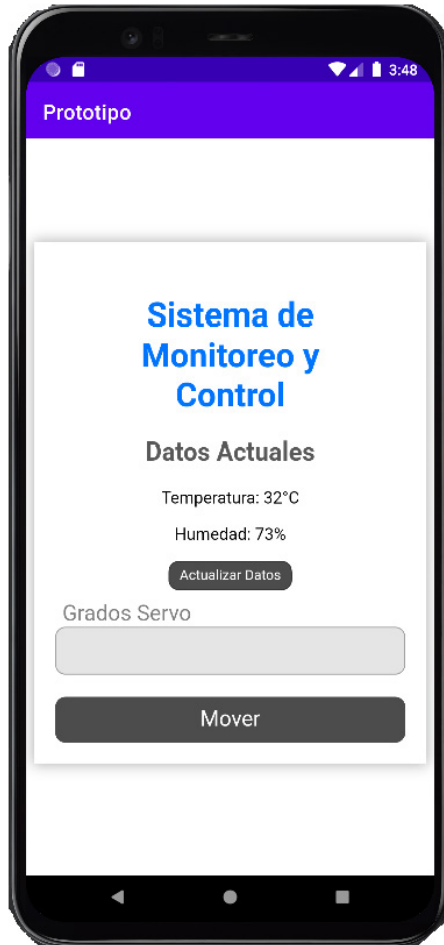 3:48
Prototipo
Sistema de
Monitoreo y
Control
Datos Actuales
Temperatura: 32°C
Humedad: 73%
Actualizar Datos
Grados Servo
Mover